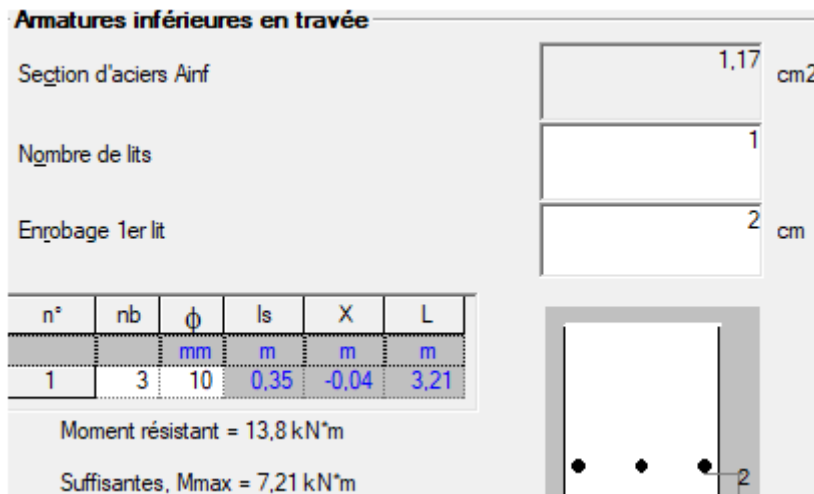 Armatures inférieures en travée
Section d'aciers Ainf 1,17 cm2
Nombre de lits 1
Enrobage 1er lit 2 cm
n° nb ϕ ls X L
mm m m m
1 3 10 0,35 -0,04 3,21
Moment résistant = 13,8 kN*m
Suffisantes, Mmax = 7,21 kN*m
2